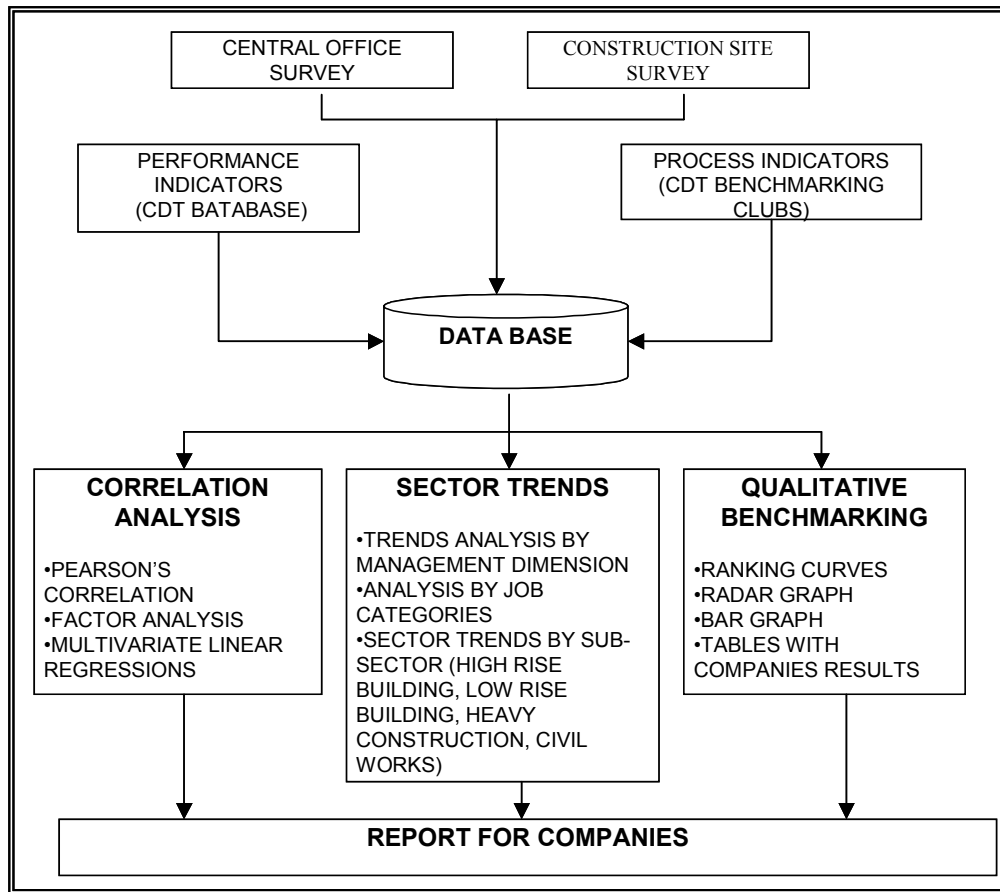 CENTRAL OFFICE
SURVEY
CONSTRUCTION SITE
SURVEY
PERFORMANCE
INDICATORS
(CDT BATABASE)
PROCESS INDICATORS
(CDT BENCHMARKING
CLUBS)
DATA BASE
CORRELATION
ANALYSIS
•PEARSON'S
CORRELATION
•FACTOR ANALYSIS
•MULTIVARIATE LINEAR
REGRESSIONS
SECTOR TRENDS
•TRENDS ANALYSIS BY
MANAGEMENT DIMENSION
•ANALYSIS BY JOB
CATEGORIES
•SECTOR TRENDS BY SUB-
SECTOR (HIGH RISE
BUILDING, LOW RISE
BUILDING, HEAVY
CONSTRUCTION, CIVIL
WORKS)
QUALITATIVE
BENCHMARKING
•RANKING CURVES
•RADAR GRAPH
•BAR GRAPH
•TABLES WITH
COMPANIES RESULTS
REPORT FOR COMPANIES